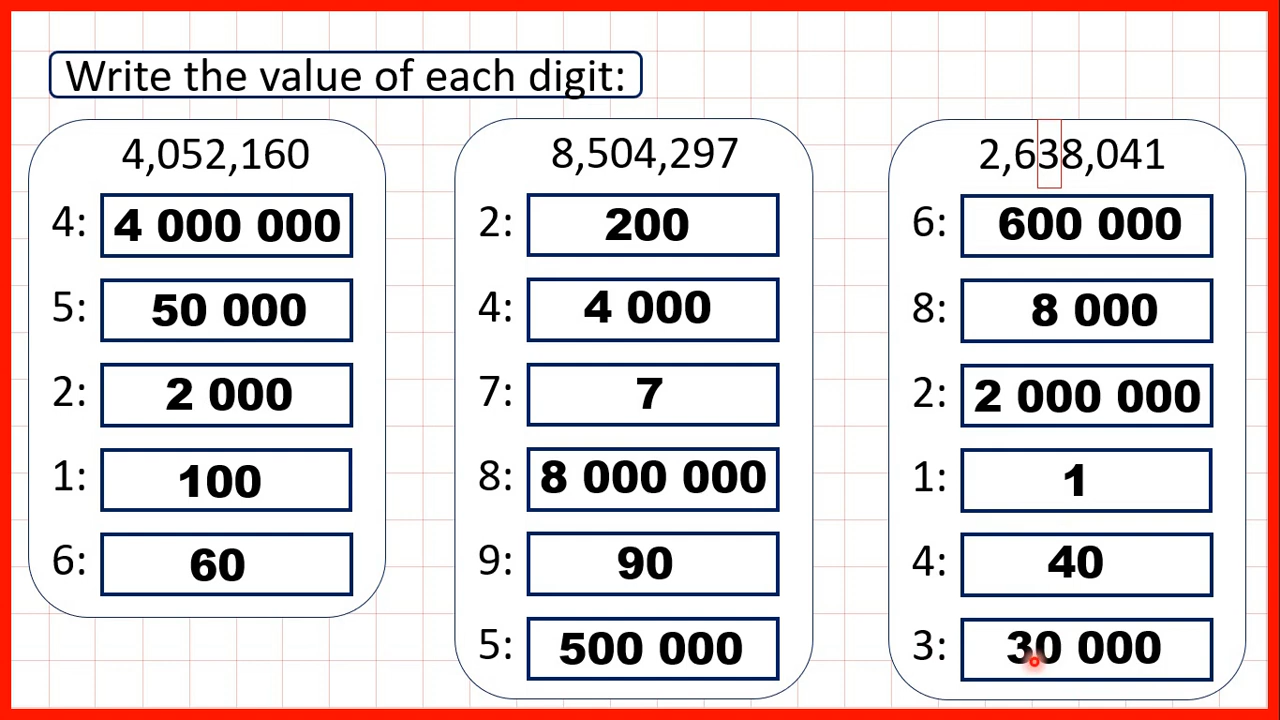 Write the value of each digit:
4,052,160
4: 4 000 000
5: 50 000
2: 2 000
1: 100
6: 60
8,504,297
2: 200
4: 4 000
7: 7
8: 8 000 000
9: 90
5: 500 000
2,638,041
6: 600 000
8: 8 000
2: 2 000 000
1: 1
4: 40
3: 30 000